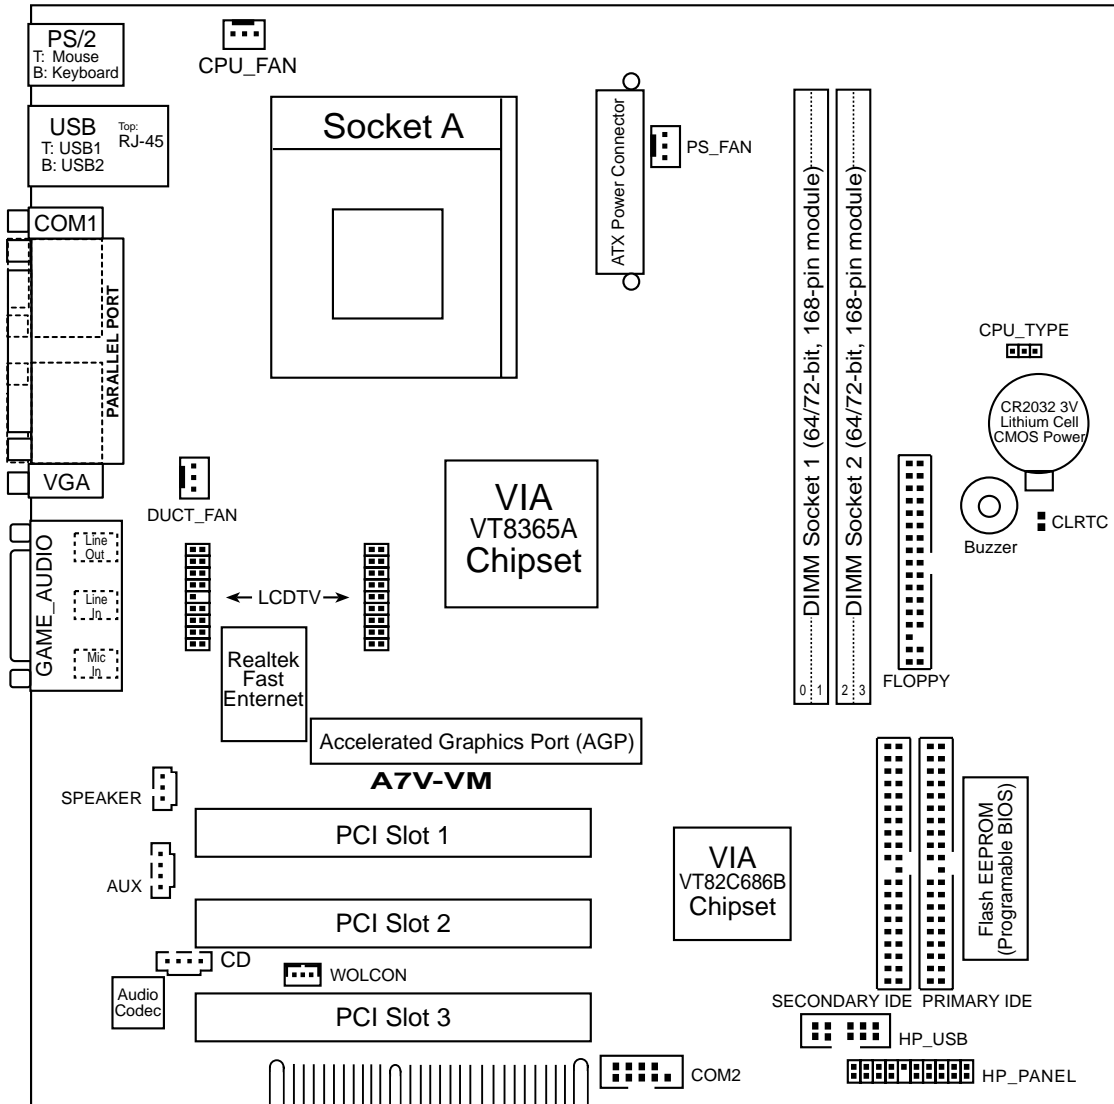 PS/2
T: Mouse
B: Keyboard
CPU_FAN
USB
T: USB1
B: USB2
Top:
RJ-45
Socket A
ATX Power Connector
PS_FAN
DIMM Socket 1 (64/72-bit, 168-pin module)
DIMM Socket 2 (64/72-bit, 168-pin module)
COM1
PARALLEL PORT
VGA
CPU_TYPE
CR2032 3V
Lithium Cell
CMOS Power
DUCT_FAN
VIA
VT8365A
Chipset
Buzzer
CLRTC
GAME_AUDIO
Line
Out
Line
In
Mic
In
LCDTV
Realtek
Fast
Enternet
0 1
2 3
FLOPPY
Accelerated Graphics Port (AGP)
A7V-VM
SPEAKER
PCI Slot 1
AUX
VIA
VT82C686B
Chipset
Flash EEPROM
(Programable BIOS)
PCI Slot 2
CD
WOLCON
Audio
Codec
PCI Slot 3
SECONDARY IDE
PRIMARY IDE
HP_USB
COM2
HP_PANEL